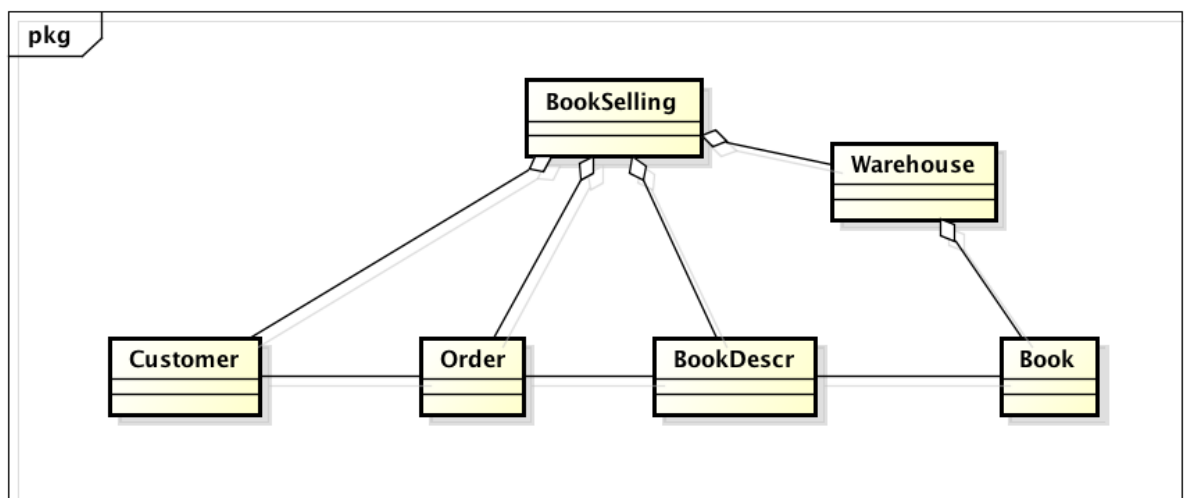 pkg
BookSelling
Warehouse
Customer
Order
BookDescr
Book